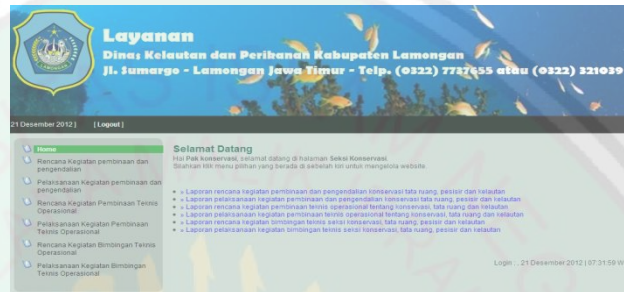 Layanan
Dinas Kelautan dan Perikanan Kabupaten Lamongan
Jl. Sumargo - Lamongan Jawa Timur - Telp. (0322) 7737655 atau (0322) 321039
21 Desember 2012 ] [ Logout ]
Home
Rencana Kegiatan pembinaan dan
pengendalian
Pelaksanaan Kegiatan pembinaan dan
pengendalian
Rencana Kegiatan Pembinaan Teknis
Operasional
Pelaksanaan Kegiatan Pembinaan
Teknis Operasional
Rencana Kegiatan Bimbingan Teknis
Operasional
Pelaksanaan Kegiatan Bimbingan
Teknis Operasional
Selamat Datang
Hai Pak konservasi, selamat datang di halaman Seksi Konservasi.
Silahkan klik menu pilihan yang berada di sebelah kiri untuk mengelola website.
» Laporan rencana kegiatan pembinaan dan pengendalian konservasi tata ruang, pesisir dan kelautan
» Laporan pelaksanaan kegiatan pembinaan dan pengendalian konservasi, tata ruang, pesisir dan kelautan
» Laporan rencana kegiatan pembinaan teknis operasional tentang konservasi, tata ruang dan kelautan
» Laporan pelaksanaan kegiatan pembinaan teknis operasional tentang konservasi, tata ruang dan kelautan
» Laporan rencana kegiatan bimbingan teknis seksi konservasi, tata ruang, pesisir dan kelautan
» Laporan pelaksanaan kegiatan bimbingan teknis seksi konservasi, tata ruang, pesisir dan kelautan
Login : , 21 Desember 2012 | 07:31:59 W